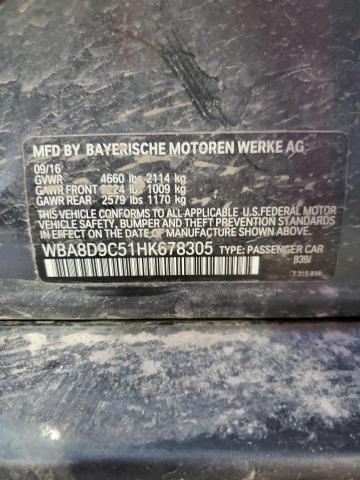 MFD BY BAYERISCHE MOTOREN WERKE AG
09/16
GVWR 4660 lbs 2114 kg
GAWR FRONT 2224 lbs 1009 kg
GAWR REAR 2579 lbs 1170 kg
THIS VEHICLE CONFORMS TO ALL APPLICABLE U.S. FEDERAL MOTOR
VEHICLE SAFETY, BUMPER, AND THEFT PREVENTION STANDARDS
IN EFFECT ON THE DATE OF MANUFACTURE SHOWN ABOVE.
WBA8D9C51HK678305 TYPE: PASSENGER CAR
B39/